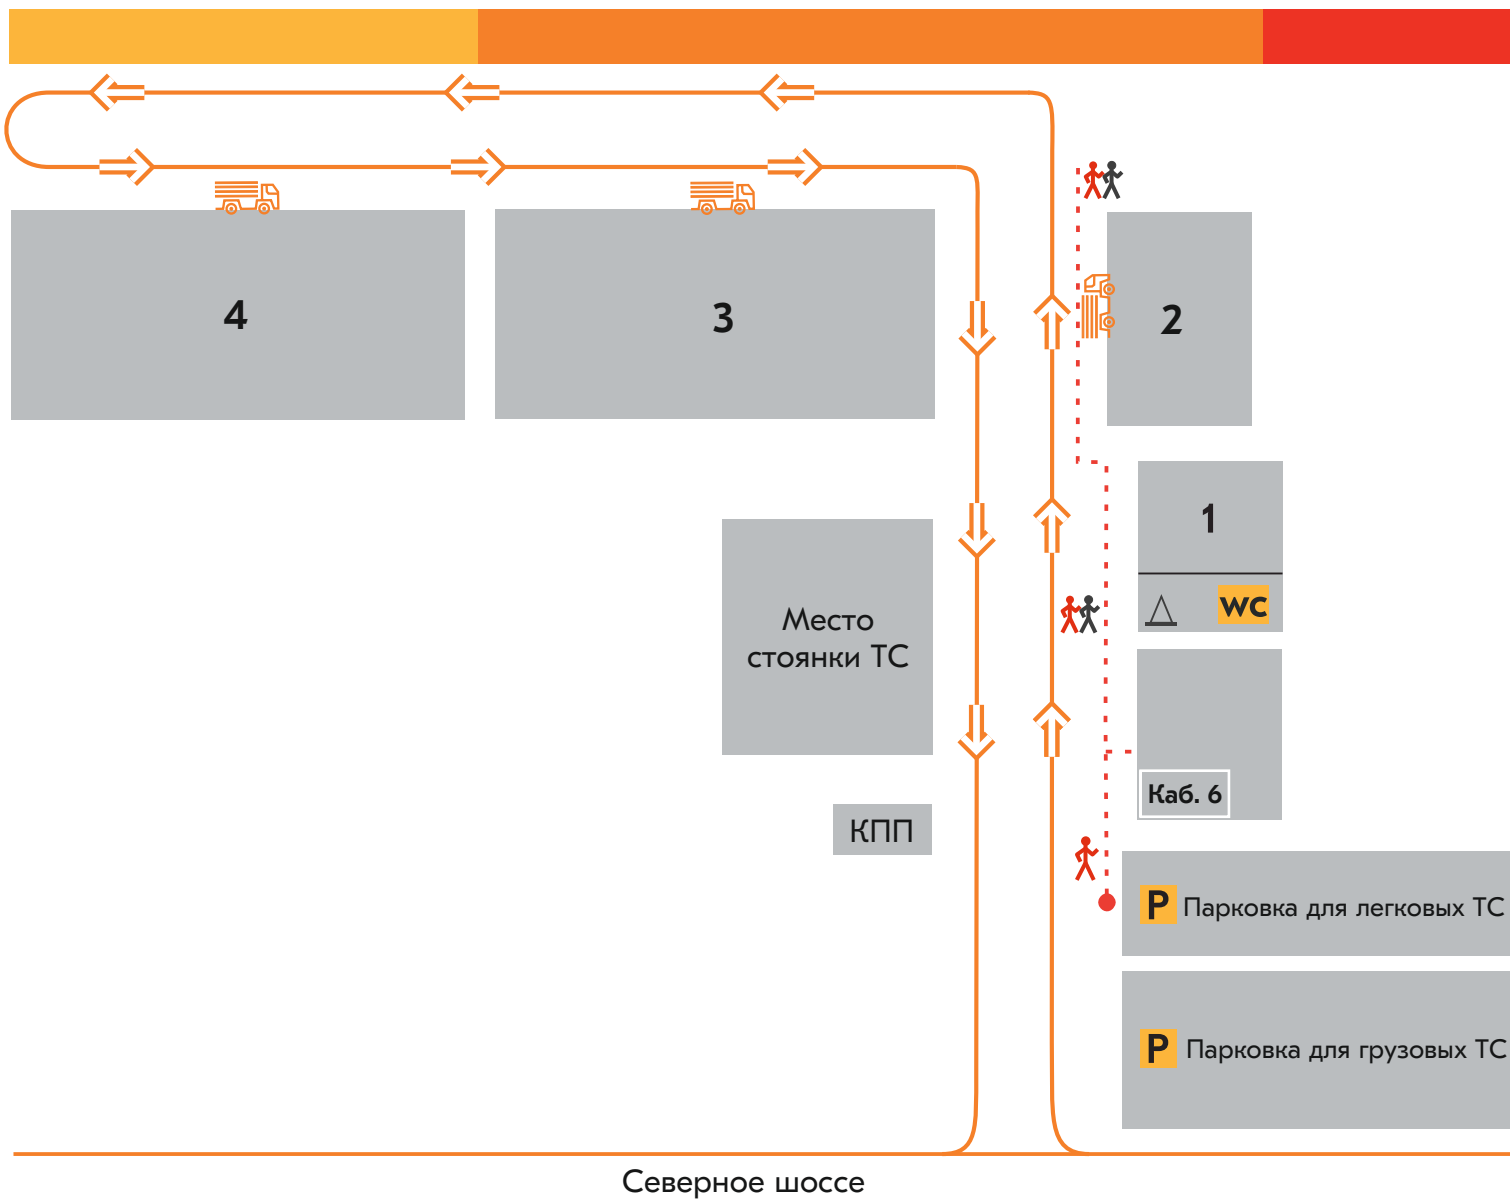 4
3
2
1
WC
Место
стоянки ТС
Каб. 6
КПП
P Парковка для легковых ТС
P Парковка для грузовых ТС
Северное шоссе